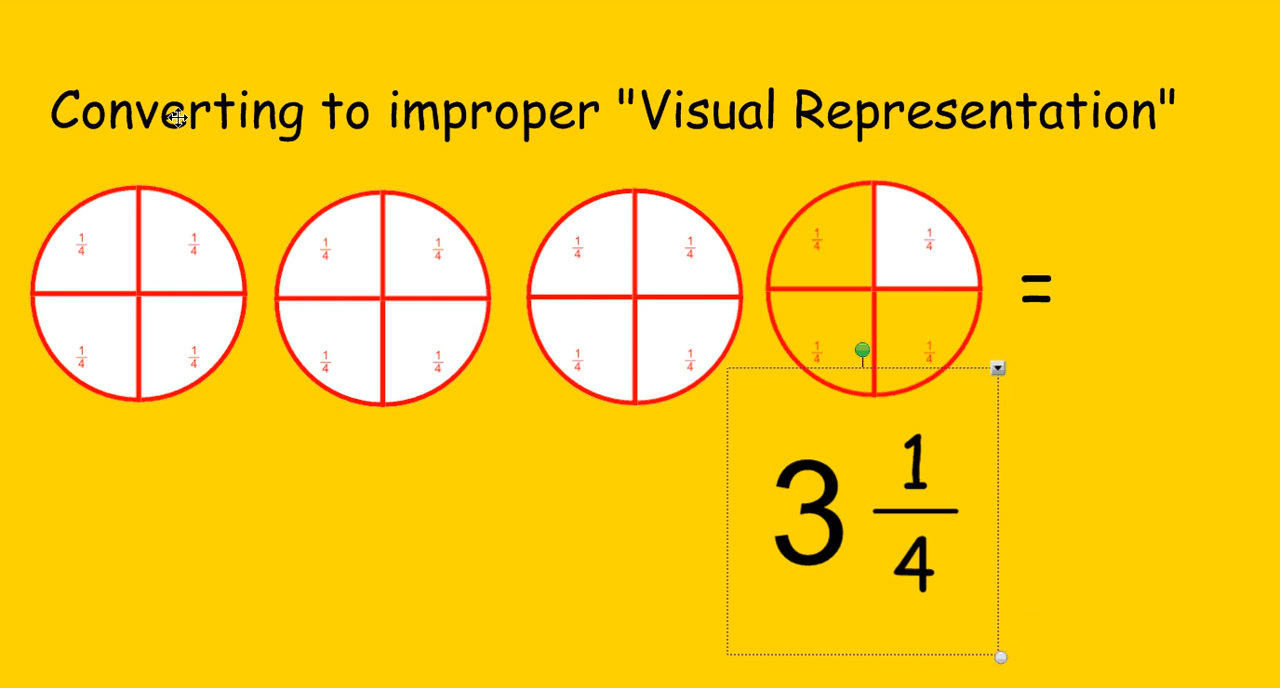 Converting to improper "Visual Representation"
1/4 1/4 1/4 1/4 1/4 1/4 1/4 1/4 =
1/4 1/4 1/4 1/4 1/4 1/4 1/4 1/4
3 1/4